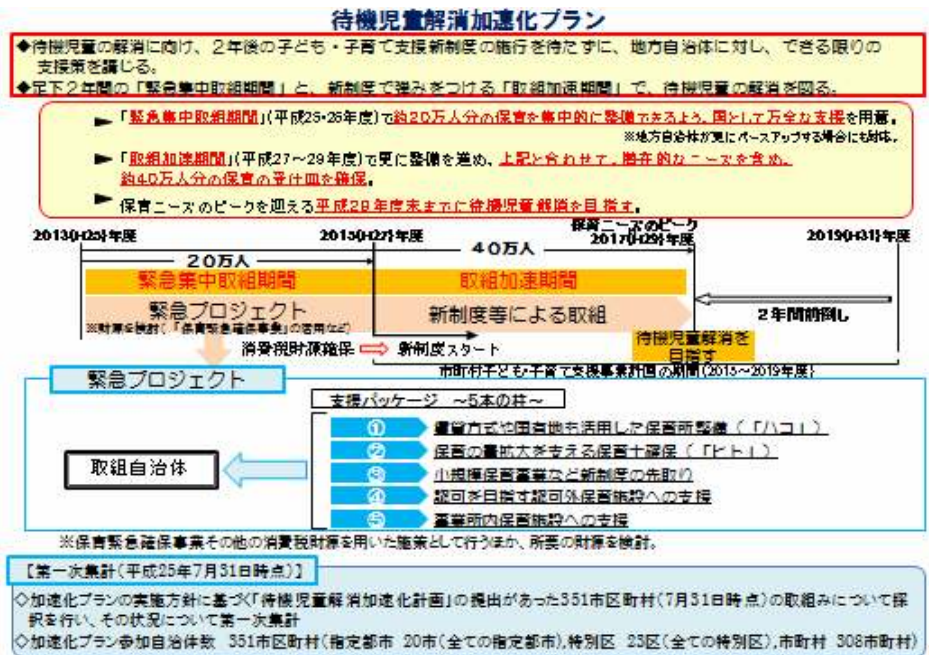 待機児童解消加速化プラン
◆待機児童の解消に向け、２年後の子ども・子育て支援新制度の施行を待たずに、地方自治体に対し、できる限りの
支援策を講じる。
◆足下２年間の「緊急集中取組期間」と、新制度で弾みをつける「取組加速期間」で、待機児童の解消を図る。
► 「緊急集中取組期間」(平成25・26年度)で約20万人分の保育を集中的に整備できるよう、国として万全な支援を用意。
※地方自治体が更にペースアップする場合にも対応。
► 「取組加速期間」(平成27～29年度)で更に整備を進め、上記と合わせて、潜在的なニーズを含め、
約40万人分の保育の受け皿を確保。
► 保育ニーズのピークを迎える平成29年度末までに待機児童解消を目指す。
保育ニーズのピーク
2013(H25)年度 2015(H27)年度 2017(H29)年度 2019(H31)年度
20万人 40万人
緊急集中取組期間 取組加速期間
緊急プロジェクト 新制度等による取組
※財源を検討(「保育緊急確保事業」の活用など)
２年間前倒し
消費税財源確保 ⇨ 新制度スタート
待機児童解消を
目指す
市町村子ども・子育て支援事業計画の期間(2015～2019年度)
緊急プロジェクト
支援パッケージ ～5本の柱～
① 賃貸方式や国有地も活用した保育所整備（「ハコ」）
② 保育の量拡大を支える保育士確保（「ヒト」）
③ 小規模保育事業など新制度の先取り
④ 認可を目指す認可外保育施設への支援
⑤ 事業所内保育施設への支援
取組自治体
※保育緊急確保事業その他の消費税財源を用いた施策として行うほか、所要の財源を検討。
【第一次集計(平成25年7月31日時点)】
◇加速化プランの実施方針に基づく「待機児童解消加速化計画」の提出があった351市区町村(7月31日時点)の取組みについて採
択を行い、その状況について第一次集計
◇加速化プラン参加自治体数 351市区町村(指定都市 20市(全ての指定都市),特別区 23区(全ての特別区),市町村 308市町村)